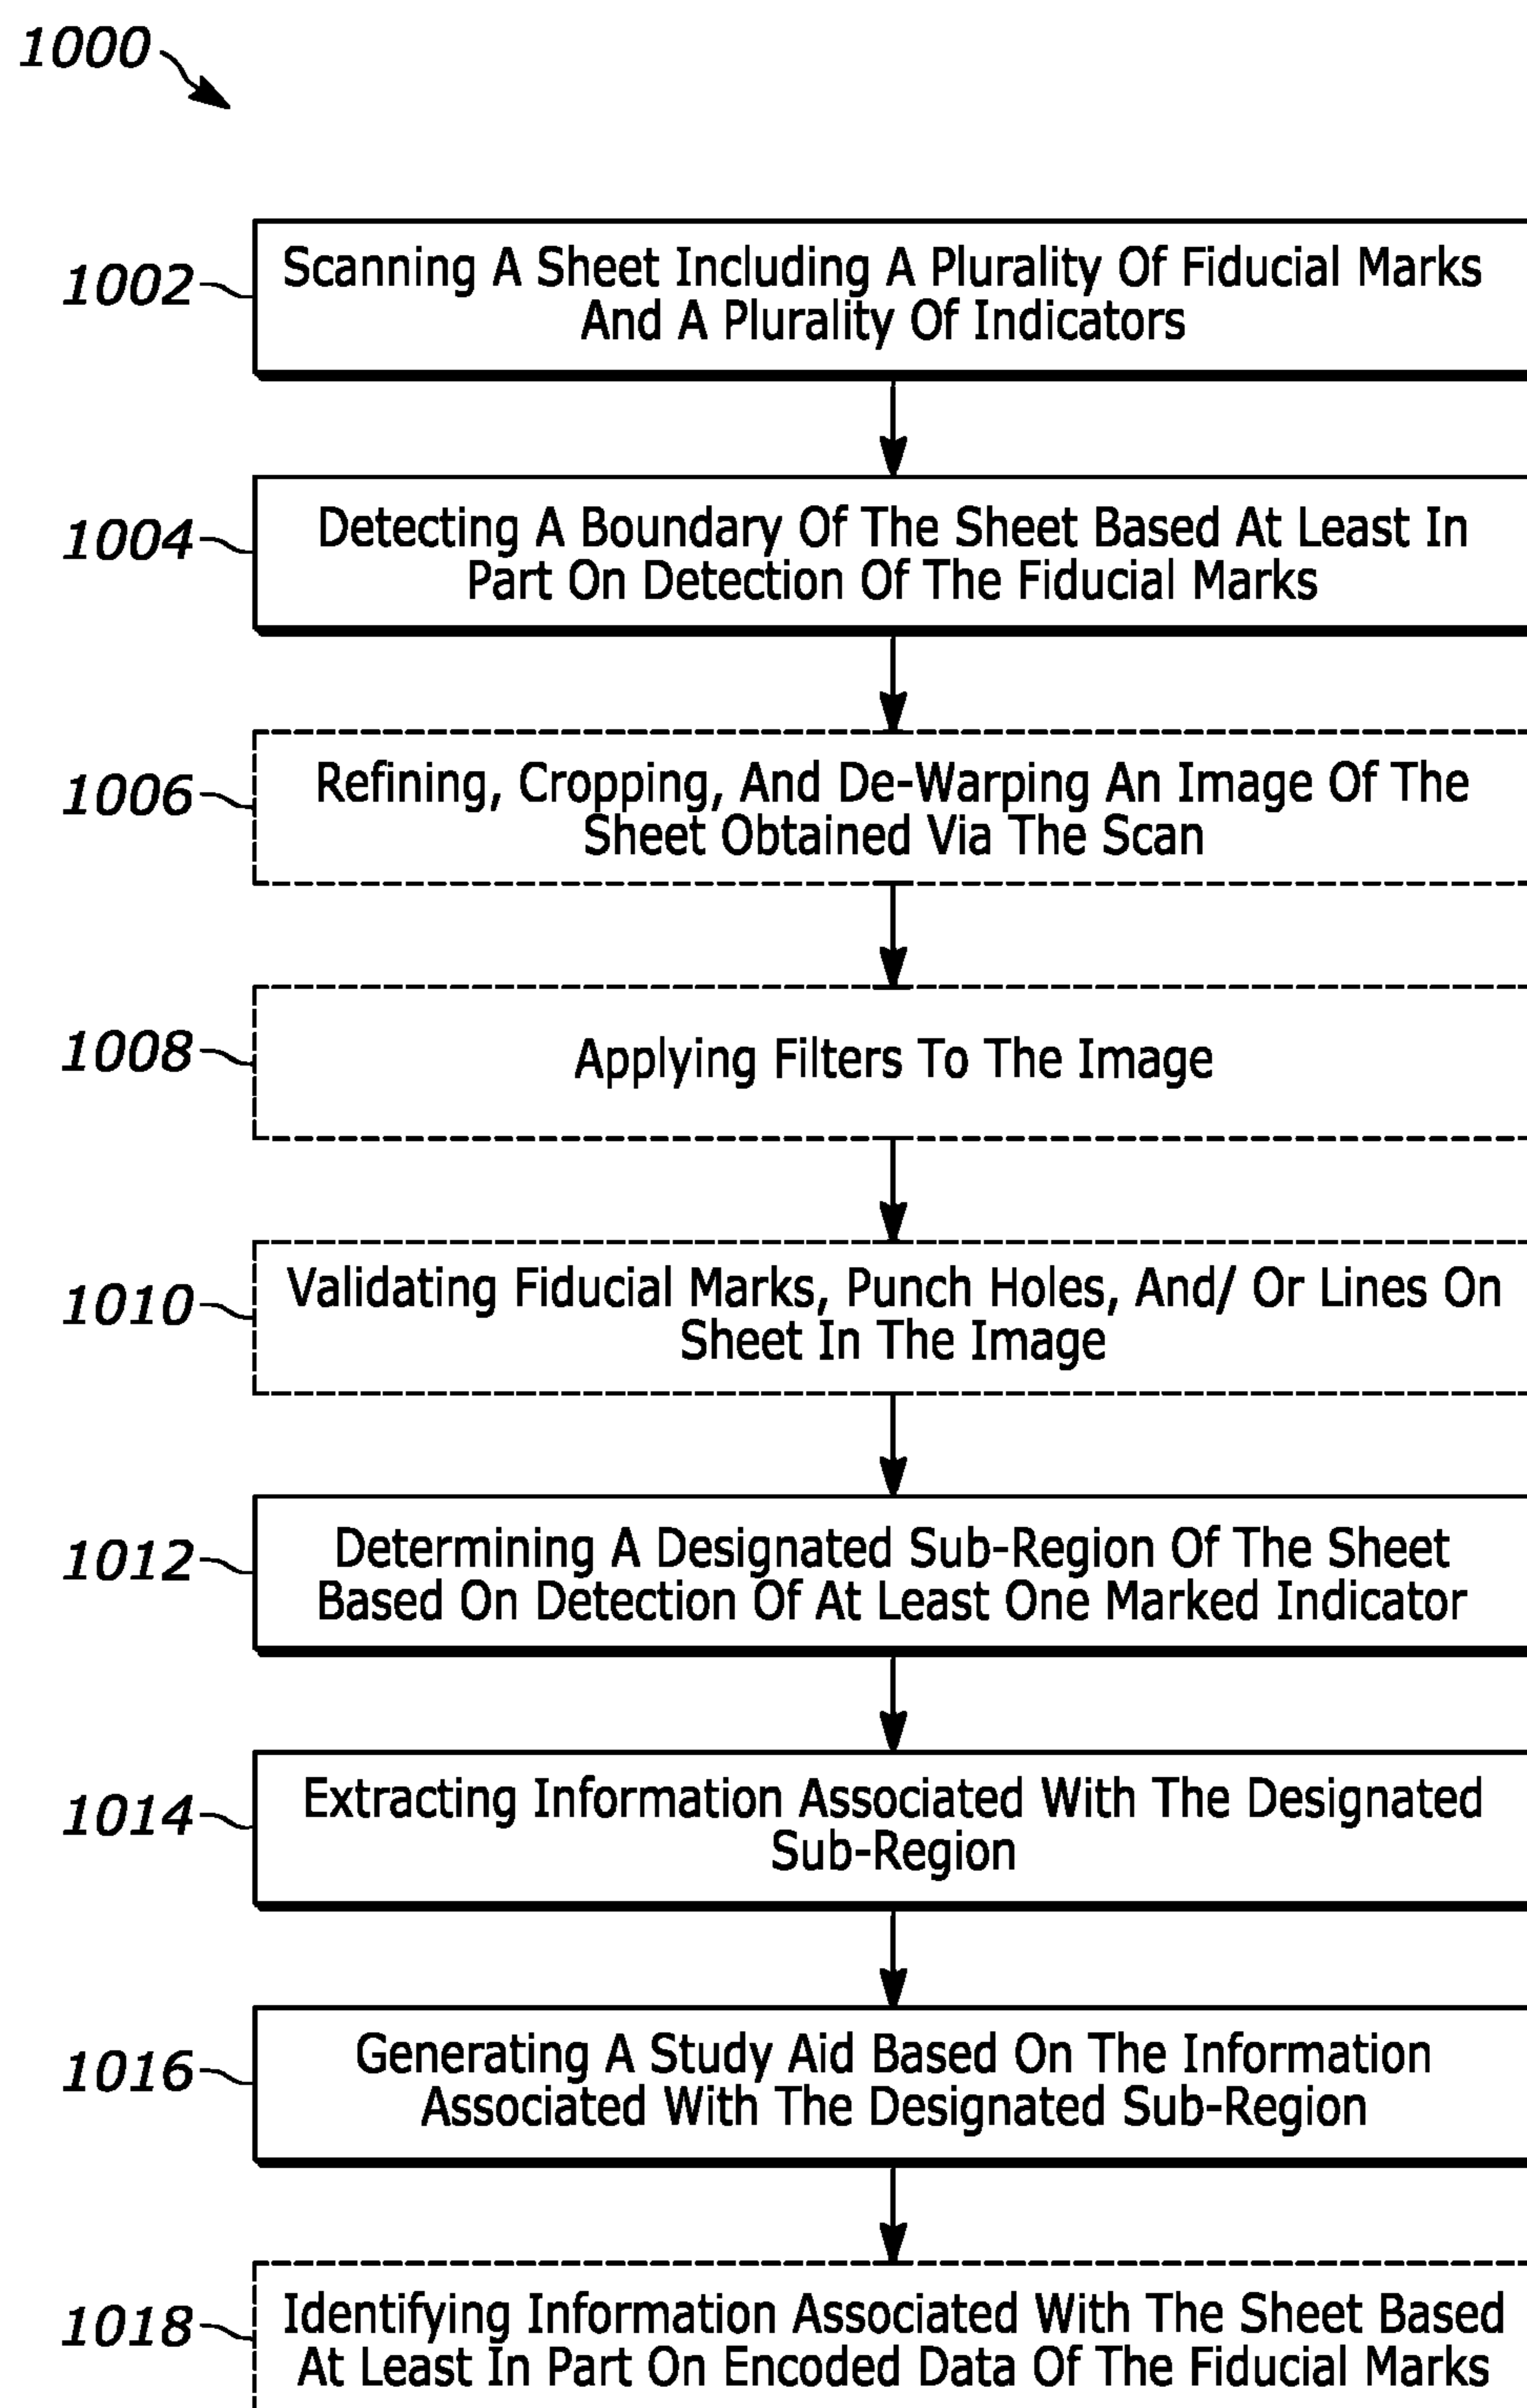 1000
1002
Scanning A Sheet Including A Plurality Of Fiducial Marks
And A Plurality Of Indicators
1004
Detecting A Boundary Of The Sheet Based At Least In
Part On Detection Of The Fiducial Marks
1006
Refining, Cropping, And De-Warping An Image Of The
Sheet Obtained Via The Scan
1008
Applying Filters To The Image
1010
Validating Fiducial Marks, Punch Holes, And/ Or Lines On
Sheet In The Image
1012
Determining A Designated Sub-Region Of The Sheet
Based On Detection Of At Least One Marked Indicator
1014
Extracting Information Associated With The Designated
Sub-Region
1016
Generating A Study Aid Based On The Information
Associated With The Designated Sub-Region
1018
Identifying Information Associated With The Sheet Based
At Least In Part On Encoded Data Of The Fiducial Marks